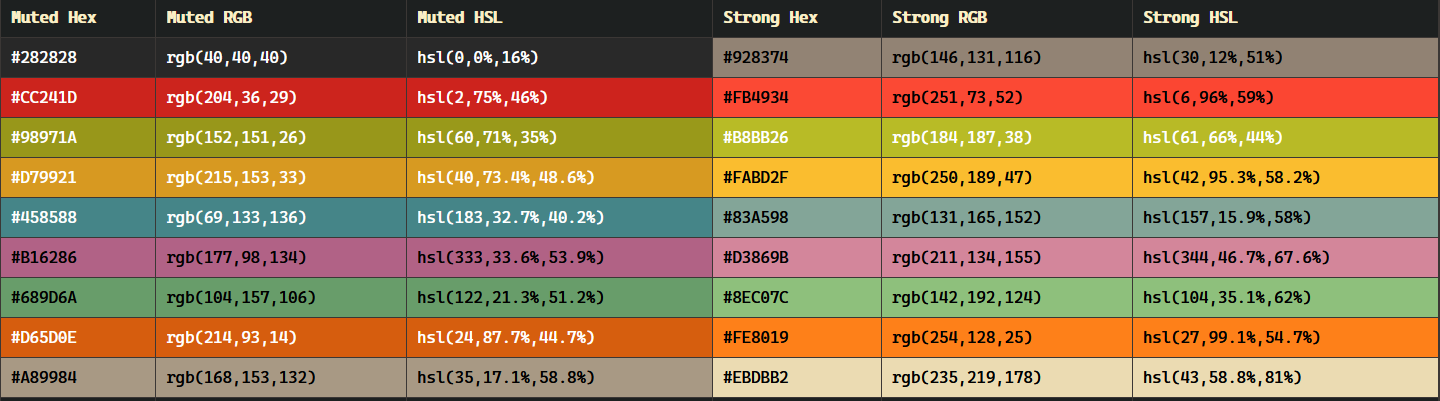 Muted Hex Muted RGB Muted HSL Strong Hex Strong RGB Strong HSL
#282828 rgb(40,40,40) hsl(0,0%,16%) #928374 rgb(146,131,116) hsl(30,12%,51%)
#CC241D rgb(204,36,29) hsl(2,75%,46%) #FB4934 rgb(251,73,52) hsl(6,96%,59%)
#98971A rgb(152,151,26) hsl(60,71%,35%) #B8BB26 rgb(184,187,38) hsl(61,66%,44%)
#D79921 rgb(215,153,33) hsl(40,73.4%,48.6%) #FABD2F rgb(250,189,47) hsl(42,95.3%,58.2%)
#458588 rgb(69,133,136) hsl(183,32.7%,40.2%) #83A598 rgb(131,165,152) hsl(157,15.9%,58%)
#B16286 rgb(177,98,134) hsl(333,33.6%,53.9%) #D3869B rgb(211,134,155) hsl(344,46.7%,67.6%)
#689D6A rgb(104,157,106) hsl(122,21.3%,51.2%) #8EC07C rgb(142,192,124) hsl(104,35.1%,62%)
#D65D0E rgb(214,93,14) hsl(24,87.7%,44.7%) #FE8019 rgb(254,128,25) hsl(27,99.1%,54.7%)
#A89984 rgb(168,153,132) hsl(35,17.1%,58.8%) #EBDBB2 rgb(235,219,178) hsl(43,58.8%,81%)